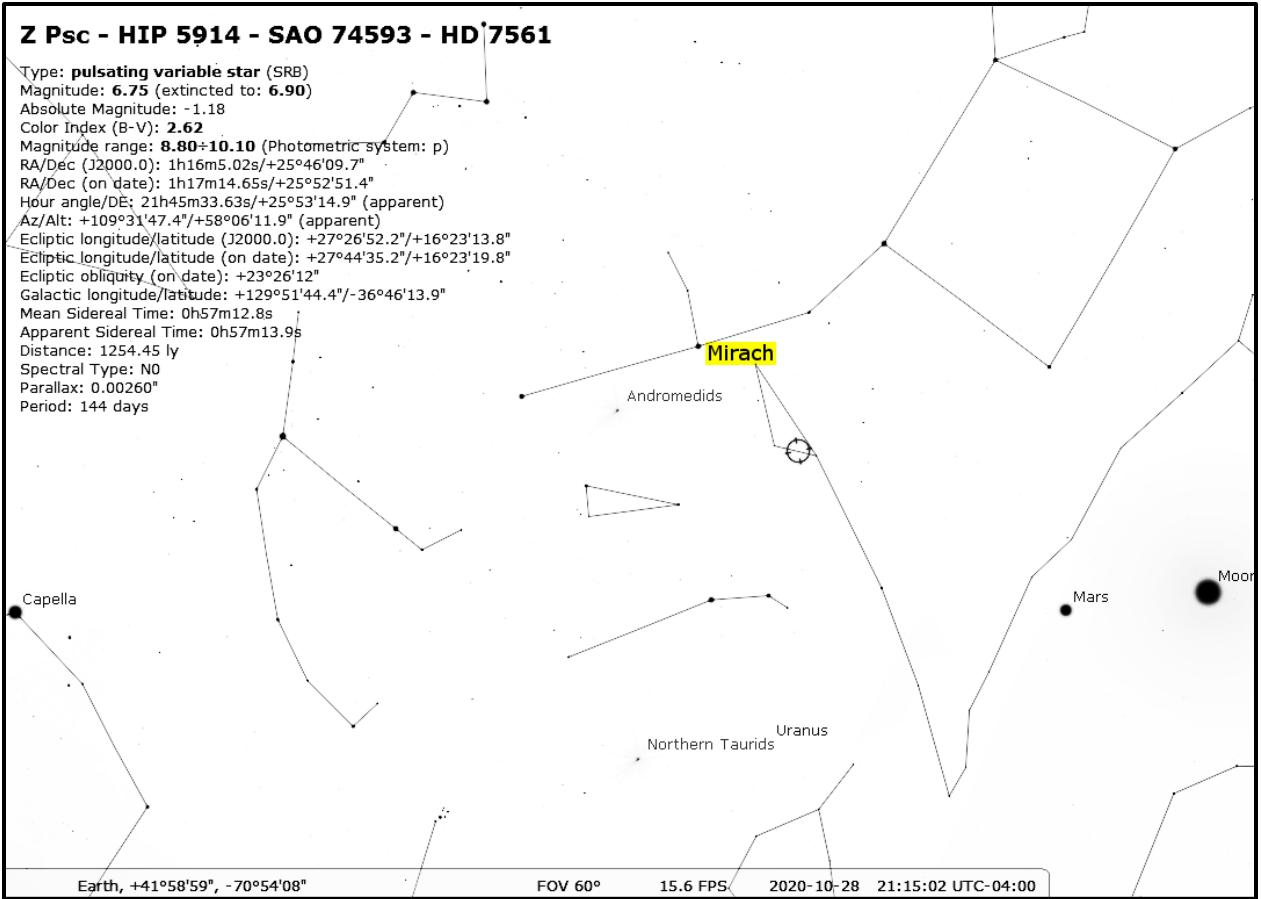 Z Psc - HIP 5914 - SAO 74593 - HD 7561
Type: pulsating variable star (SRB)
Magnitude: 6.75 (extincted to: 6.90)
Absolute Magnitude: -1.18
Color Index (B-V): 2.62
Magnitude range: 8.80÷10.10 (Photometric system: p)
RA/Dec (J2000.0): 1h16m5.02s/+25°46'09.7"
RA/Dec (on date): 1h17m14.65s/+25°52'51.4"
Hour angle/DE: 21h45m33.63s/+25°53'14.9" (apparent)
Az/Alt: +109°31'47.4"/+58°06'11.9" (apparent)
Ecliptic longitude/latitude (J2000.0): +27°26'52.2"/+16°23'13.8"
Ecliptic longitude/latitude (on date): +27°44'35.2"/+16°23'19.8"
Ecliptic obliquity (on date): +23°26'12"
Galactic longitude/latitude: +129°51'44.4"/-36°46'13.9"
Mean Sidereal Time: 0h57m12.8s
Apparent Sidereal Time: 0h57m13.9s
Distance: 1254.45 ly
Spectral Type: N0
Parallax: 0.00260"
Period: 144 days
Mirach
Andromedids
Capella
Mars
Moon
Uranus
Northern Taurids
Earth, +41°58'59", -70°54'08" FOV 60° 15.6 FPS 2020-10-28 21:15:02 UTC-04:00